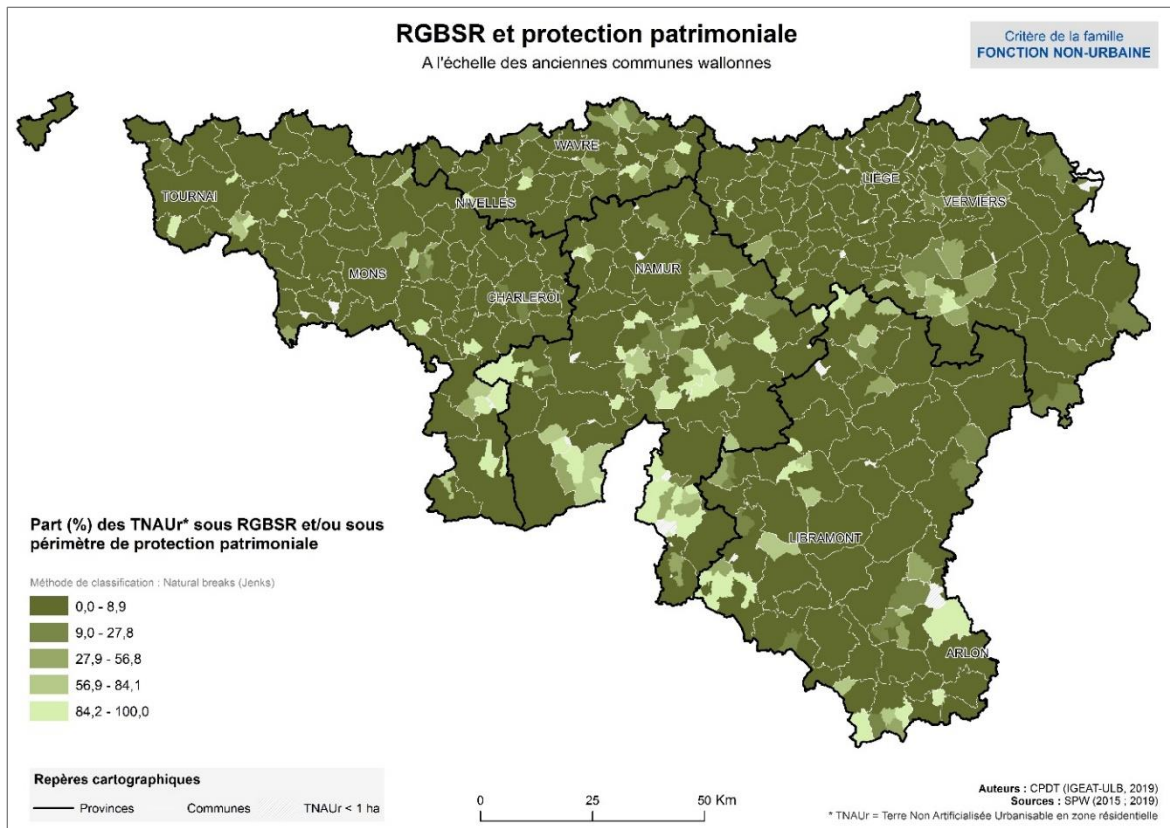 RGBSR et protection patrimoniale
A l'échelle des anciennes communes wallonnes
Critère de la famille
FONCTION NON-URBAINE
WAVRE
TOURNAI
NIVELLES
LIEGE
VERVIERS
MONS
NAMUR
CHARLEROI
LIBRAMONT
ARLON
Part (%) des TNAUr* sous RGBSR et/ou sous
périmètre de protection patrimoniale
Méthode de classification : Natural breaks (Jenks)
0,0 - 8,9
9,0 - 27,8
27,9 - 56,8
56,9 - 84,1
84,2 - 100,0
Repères cartographiques
Provinces Communes TNAUr < 1 ha
0 25 50 Km
Auteurs : CPDT (IGEAT-ULB, 2019)
Sources : SPW (2015 ; 2019)
* TNAUr = Terre Non Artificialisée Urbanisable en zone résidentielle